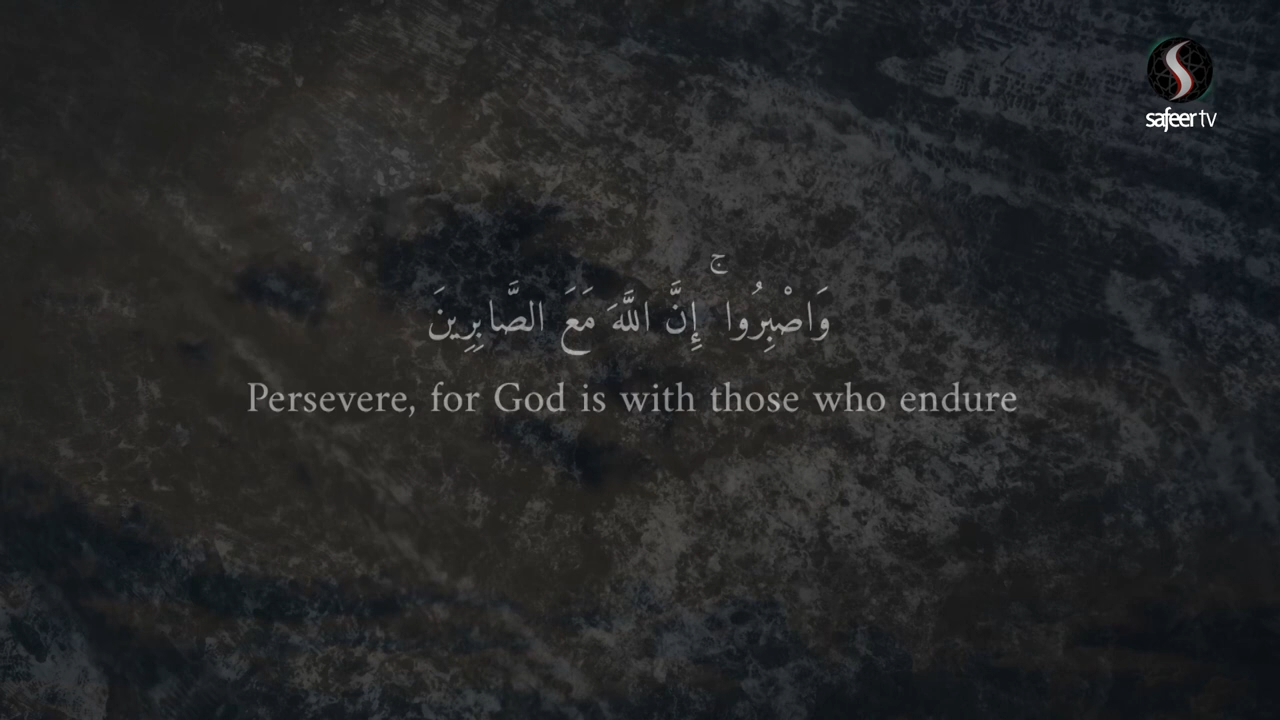 safeer tv
وَاصْبِرُوا ۚ إِنَّ اللَّهَ مَعَ الصَّابِرِينَ
Persevere, for God is with those who endure